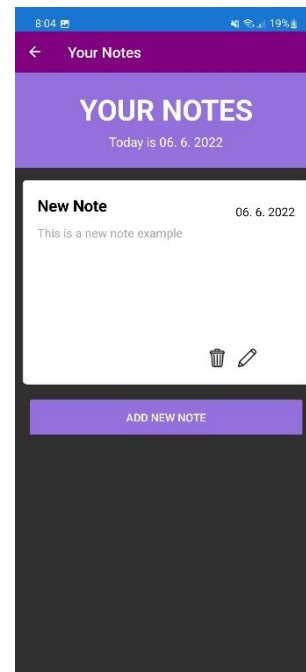 8:04 19%
Your Notes
YOUR NOTES
Today is 06. 6. 2022
New Note 06. 6. 2022
This is a new note example
ADD NEW NOTE